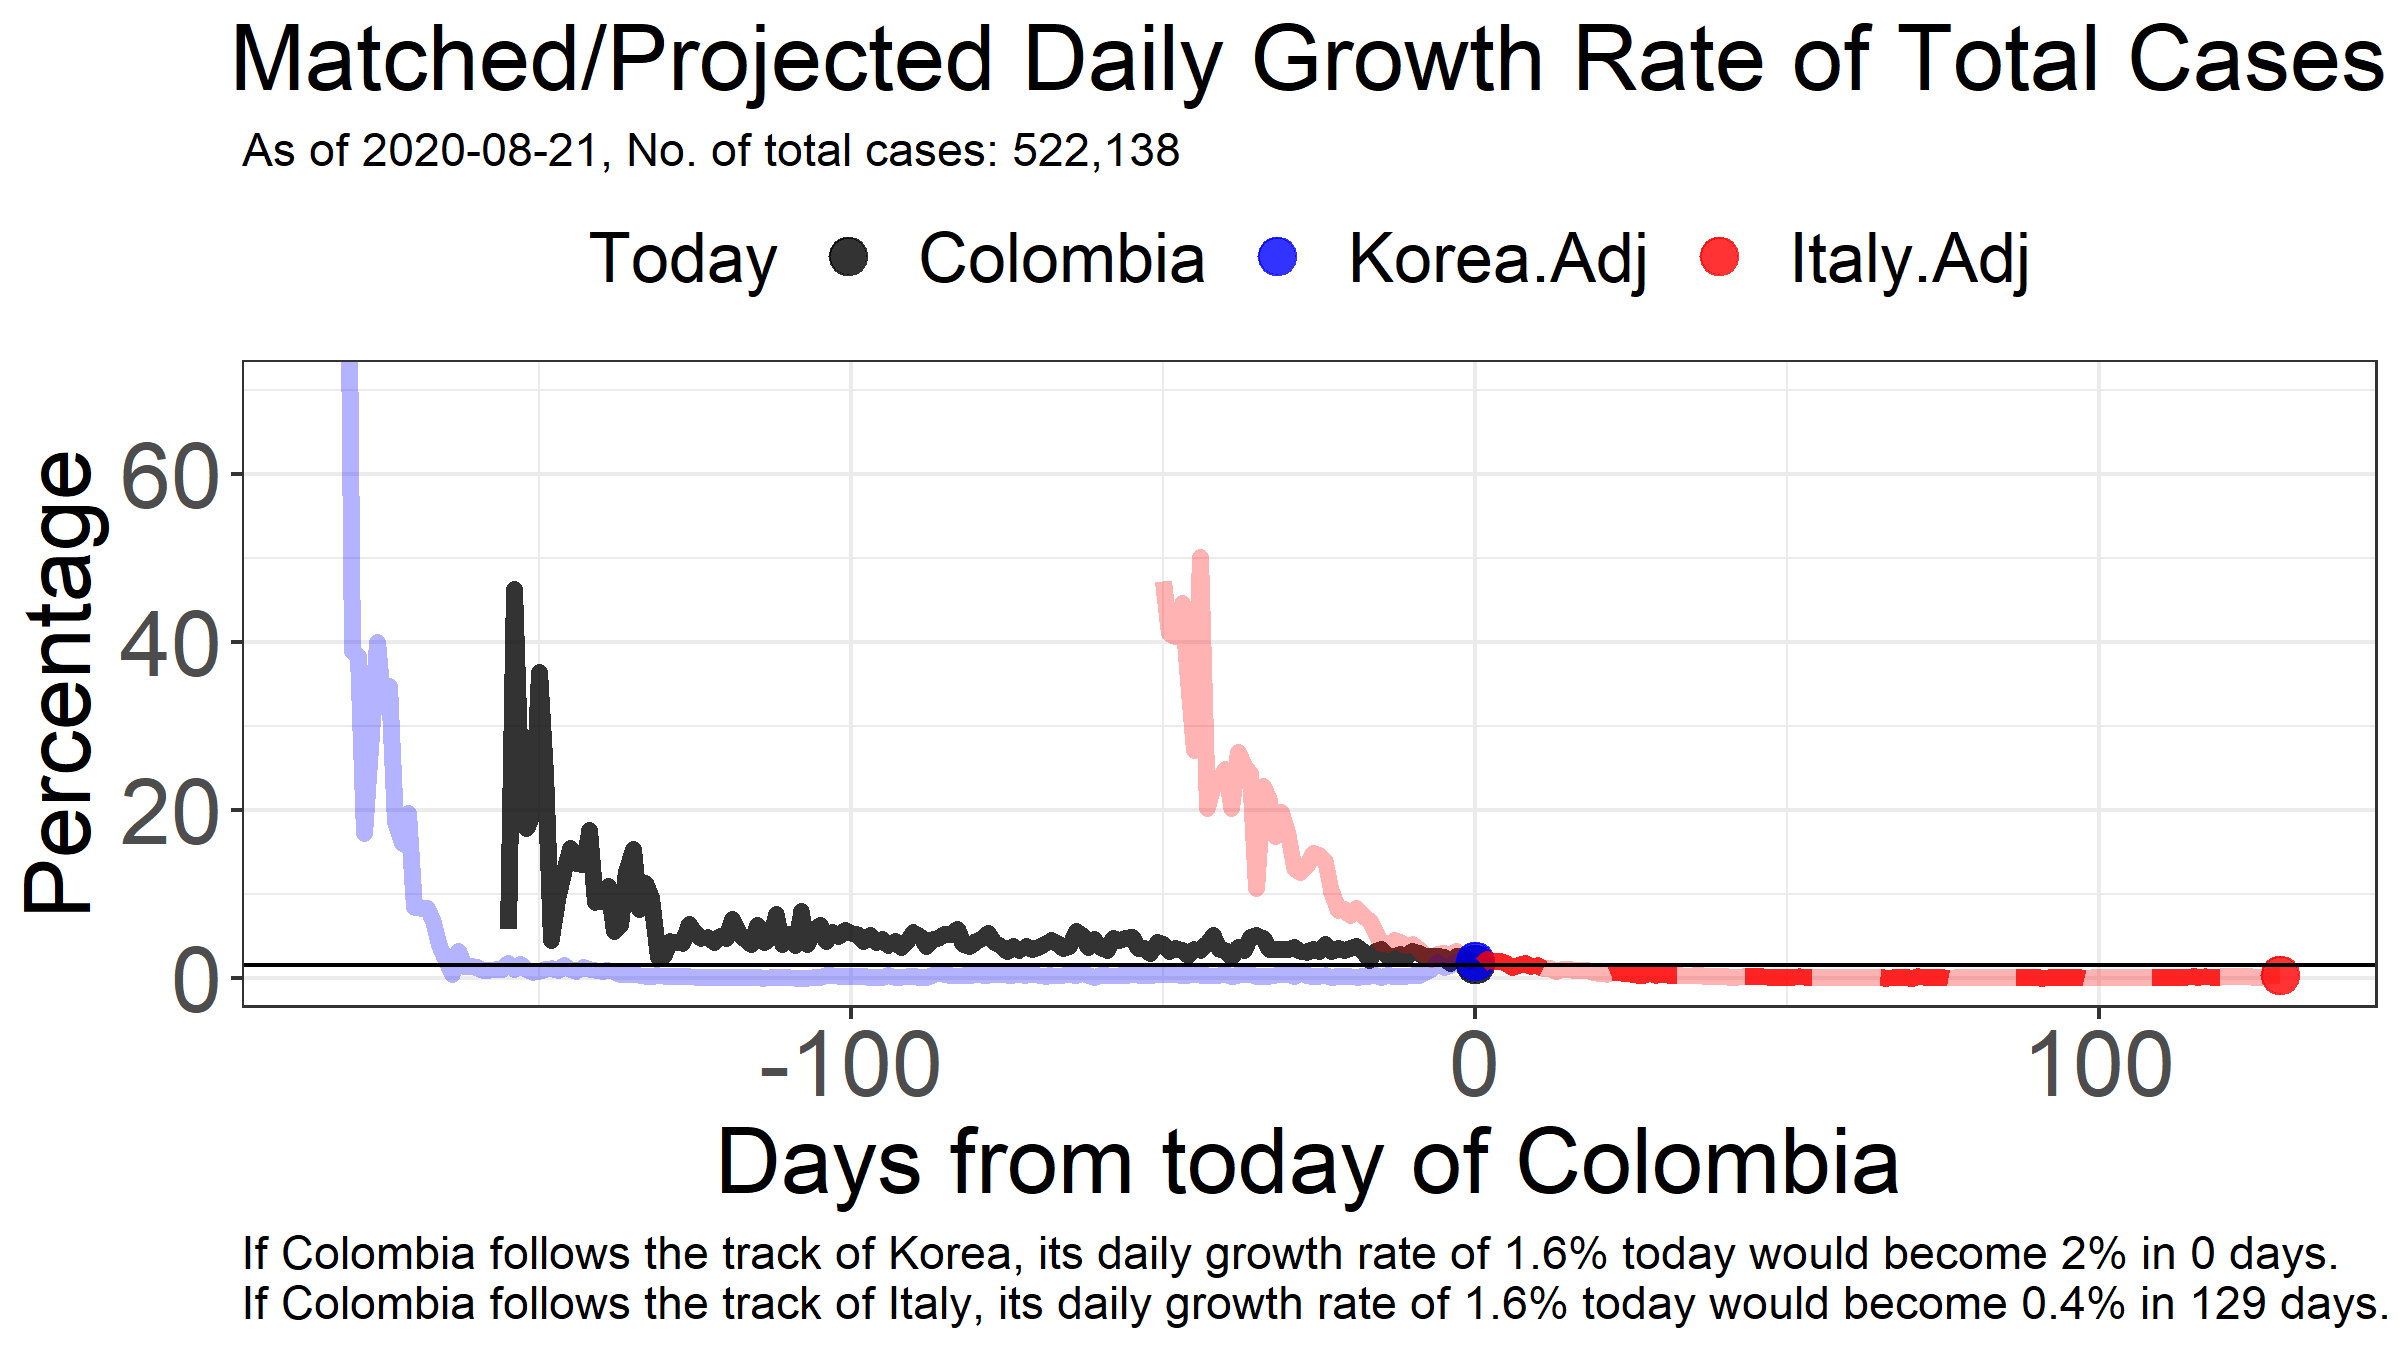 Matched/Projected Daily Growth Rate of Total Cases
As of 2020-08-21, No. of total cases: 522,138
Today Colombia Korea.Adj Italy.Adj
Percentage
60
40
20
0
-100 0 100
Days from today of Colombia
If Colombia follows the track of Korea, its daily growth rate of 1.6% today would become 2% in 0 days.
If Colombia follows the track of Italy, its daily growth rate of 1.6% today would become 0.4% in 129 days.